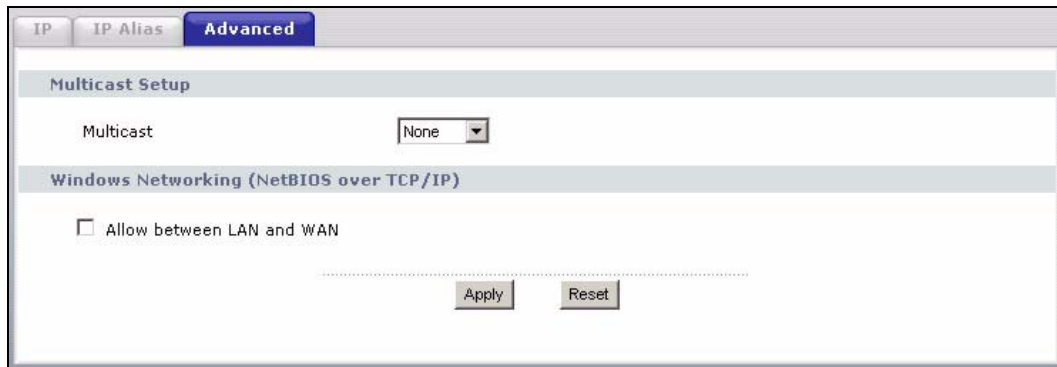 IP IP Alias Advanced
Multicast Setup
Multicast None
Windows Networking (NetBIOS over TCP/IP)
Allow between LAN and WAN
Apply Reset